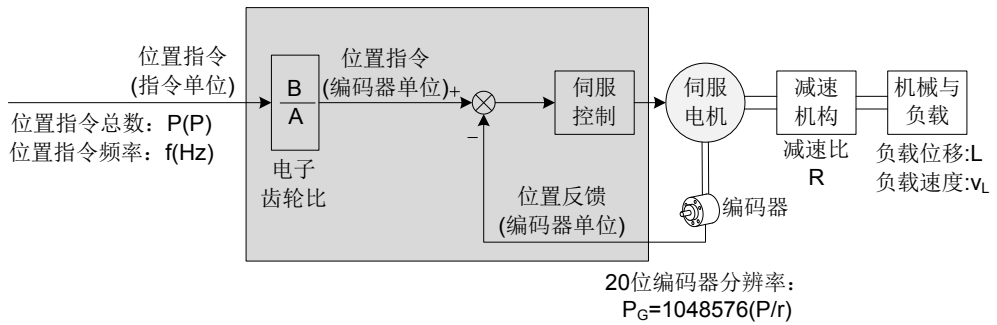 位置指令
(指令单位)
位置指令总数：P(P)
位置指令频率：f(Hz)
B
A
电子
齿轮比
位置指令
(编码器单位)
+
−
伺服
控制
位置反馈
(编码器单位)
伺服
电机
编码器
20位编码器分辨率：
PG=1048576(P/r)
减速
机构
减速比
R
机械与
负载
负载位移:L
负载速度:vL